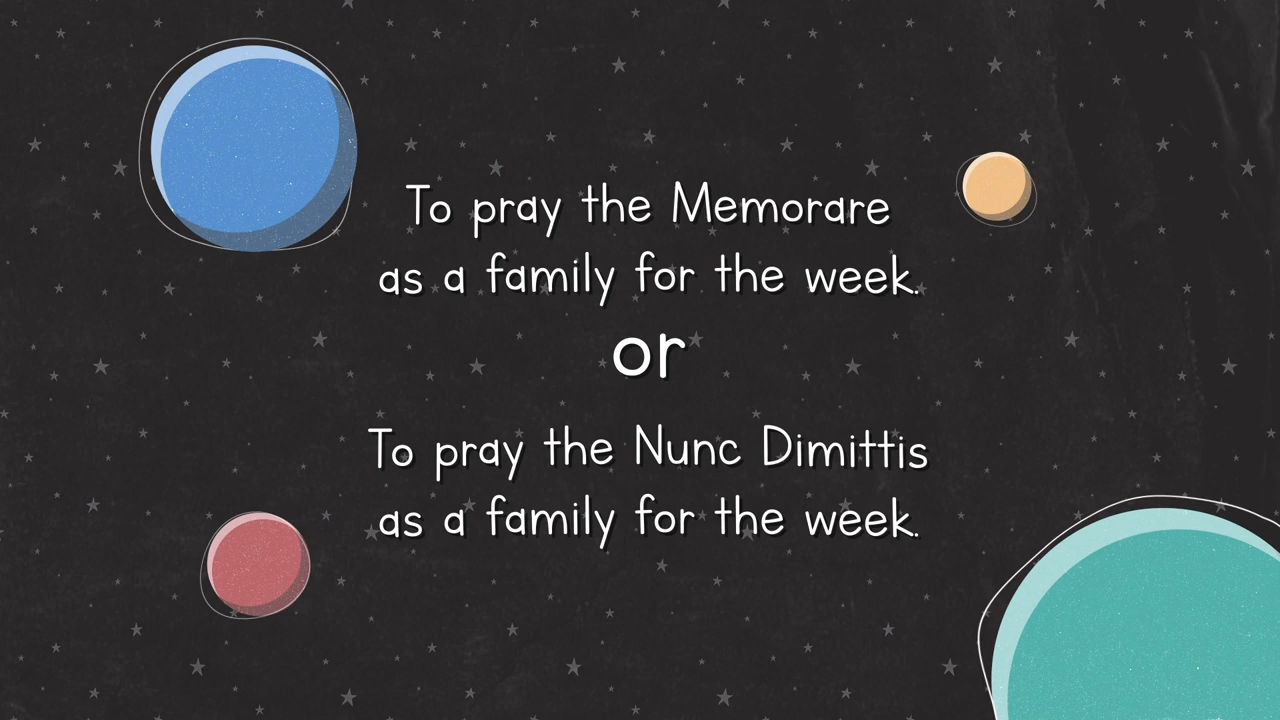 To pray the Memorare
as a family for the week.
or
To pray the Nunc Dimittis
as a family for the week.